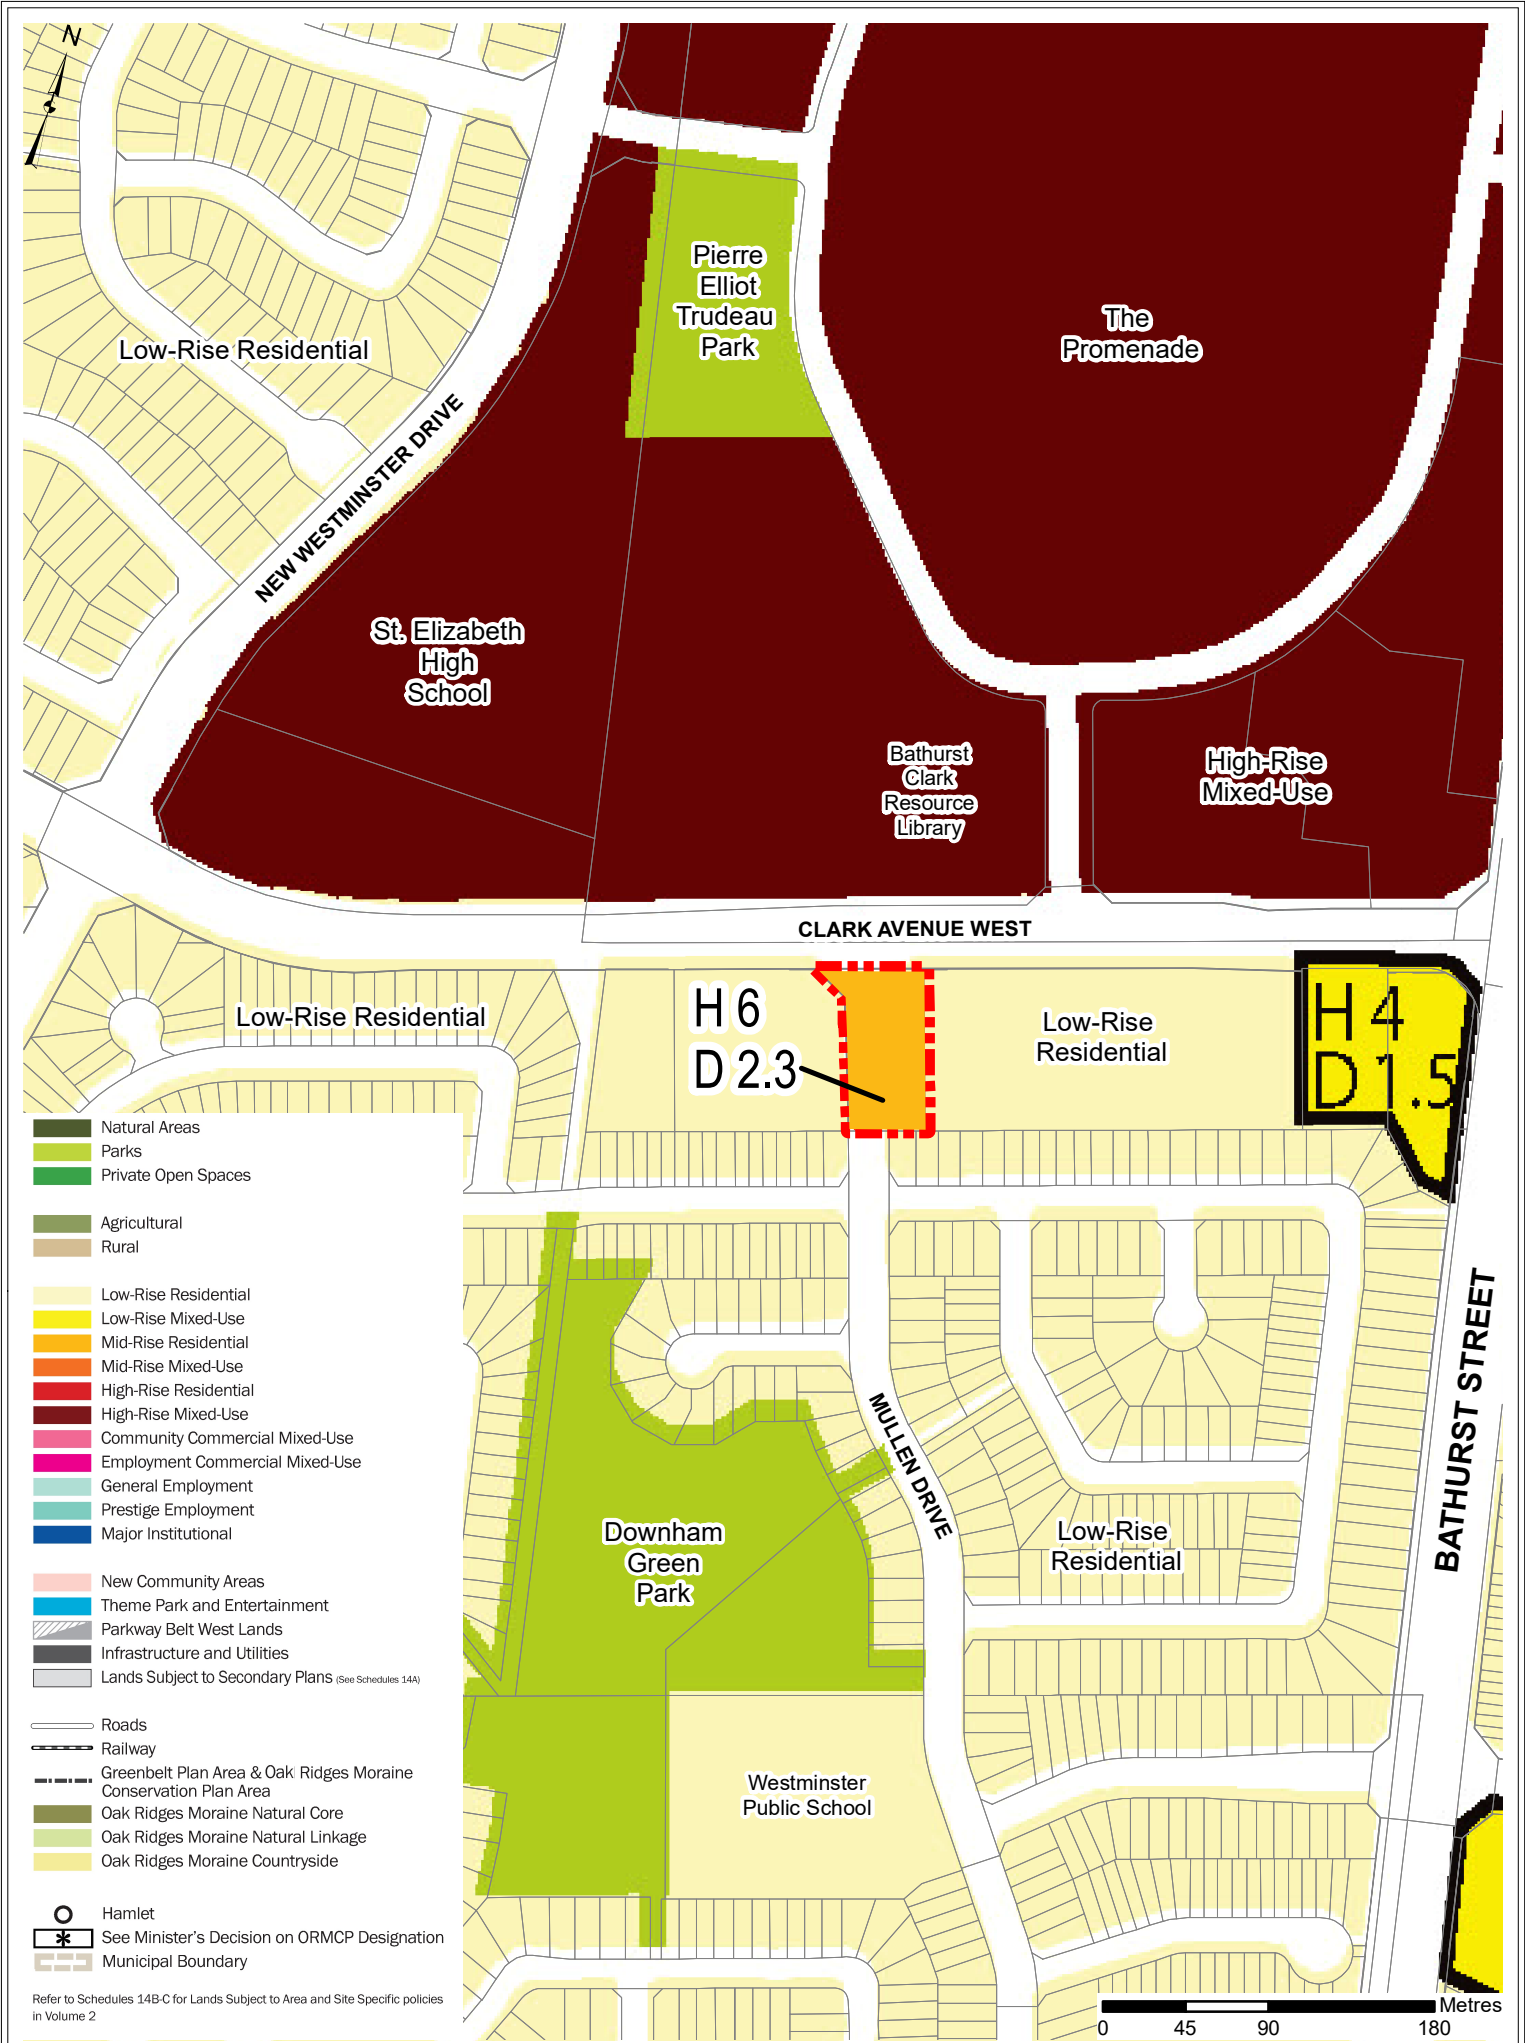 N
Pierre
Elliot
Trudeau
Park
The
Promenade
Low-Rise Residential
NEW WESTMINSTER DRIVE
St. Elizabeth
High
School
Bathurst
Clark
Resource
Library
High-Rise
Mixed-Use
CLARK AVENUE WEST
Low-Rise Residential
H 6
D 2.3
Low-Rise
Residential
H 4
D 1.5
Natural Areas
Parks
Private Open Spaces
Agricultural
Rural
Low-Rise Residential
Low-Rise Mixed-Use
Mid-Rise Residential
Mid-Rise Mixed-Use
High-Rise Residential
High-Rise Mixed-Use
Community Commercial Mixed-Use
Employment Commercial Mixed-Use
General Employment
Prestige Employment
Major Institutional
New Community Areas
Theme Park and Entertainment
Parkway Belt West Lands
Infrastructure and Utilities
Lands Subject to Secondary Plans (See Schedules 14A)
Roads
Railway
Greenbelt Plan Area & Oak Ridges Moraine
Conservation Plan Area
Oak Ridges Moraine Natural Core
Oak Ridges Moraine Natural Linkage
Oak Ridges Moraine Countryside
Hamlet
See Minister's Decision on ORMCP Designation
Municipal Boundary
Refer to Schedules 14B-C for Lands Subject to Area and Site Specific policies
in Volume 2
MULLEN DRIVE
BATHURST STREET
Downham
Green
Park
Low-Rise
Residential
Westminster
Public School
Metres
0 45 90 180